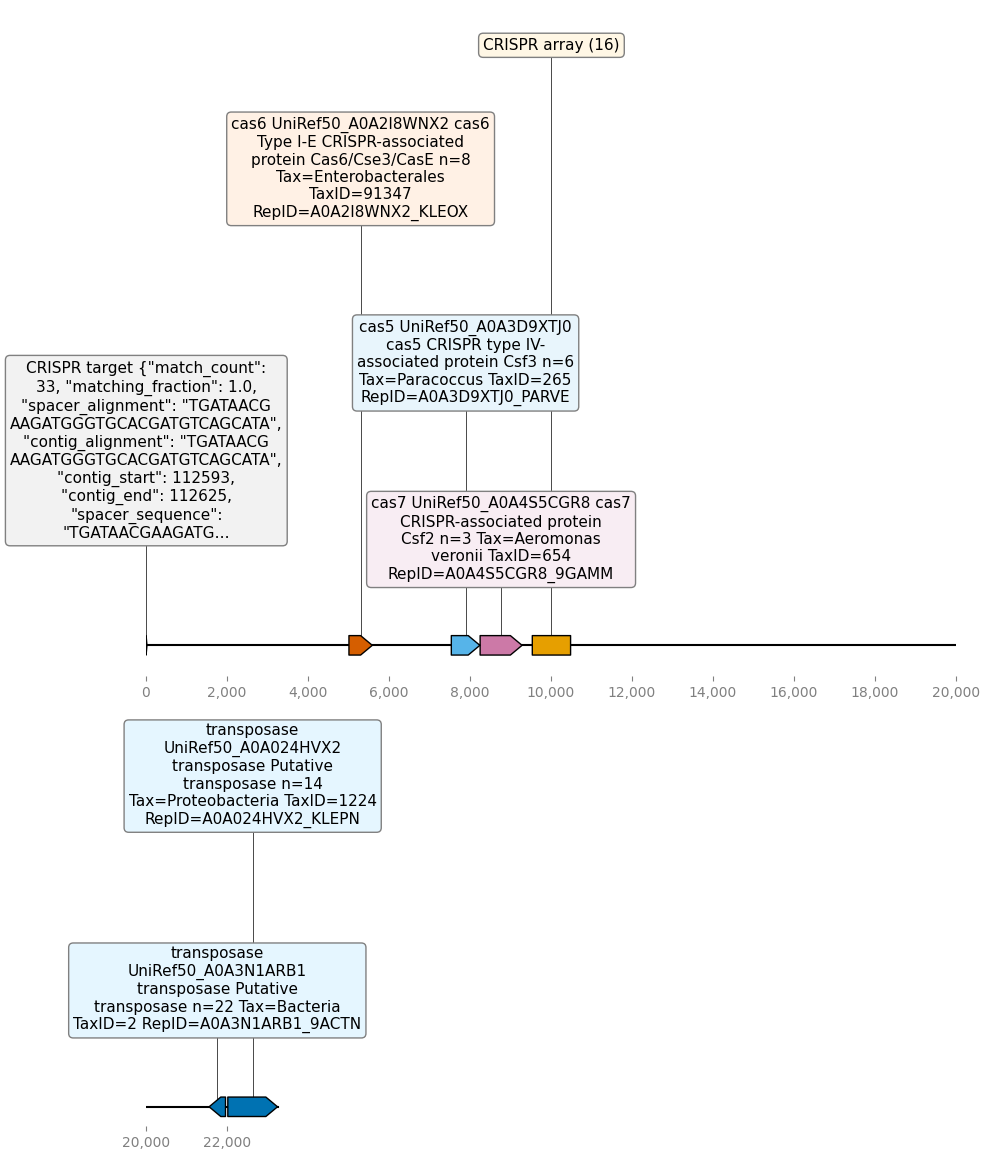 CRISPR array (16)
cas6 UniRef50_A0A2I8WNX2 cas6
Type I-E CRISPR-associated
protein Cas6/Cse3/CasE n=8
Tax=Enterobacterales
TaxID=91347
RepID=A0A2I8WNX2_KLEOX
cas5 UniRef50_A0A3D9XTJ0
cas5 CRISPR type IV-
associated protein Csf3 n=6
Tax=Paracoccus TaxID=265
RepID=A0A3D9XTJ0_PARVE
CRISPR target {"match_count":
33, "matching_fraction": 1.0,
"spacer_alignment": "TGATAACG
AAGATGGGTGCACGATGTCAGCATA",
"contig_alignment": "TGATAACG
AAGATGGGTGCACGATGTCAGCATA",
"contig_start": 112593,
"contig_end": 112625,
"spacer_sequence":
"TGATAACGAAGATG...
cas7 UniRef50_A0A4S5CGR8 cas7
CRISPR-associated protein
Csf2 n=3 Tax=Aeromonas
veronii TaxID=654
RepID=A0A4S5CGR8_9GAMM
0 2,000 4,000 6,000 8,000 10,000 12,000 14,000 16,000 18,000 20,000
transposase
UniRef50_A0A024HVX2
transposase Putative
transposase n=14
Tax=Proteobacteria TaxID=1224
RepID=A0A024HVX2_KLEPN
transposase
UniRef50_A0A3N1ARB1
transposase Putative
transposase n=22 Tax=Bacteria
TaxID=2 RepID=A0A3N1ARB1_9ACTN
20,000 22,000